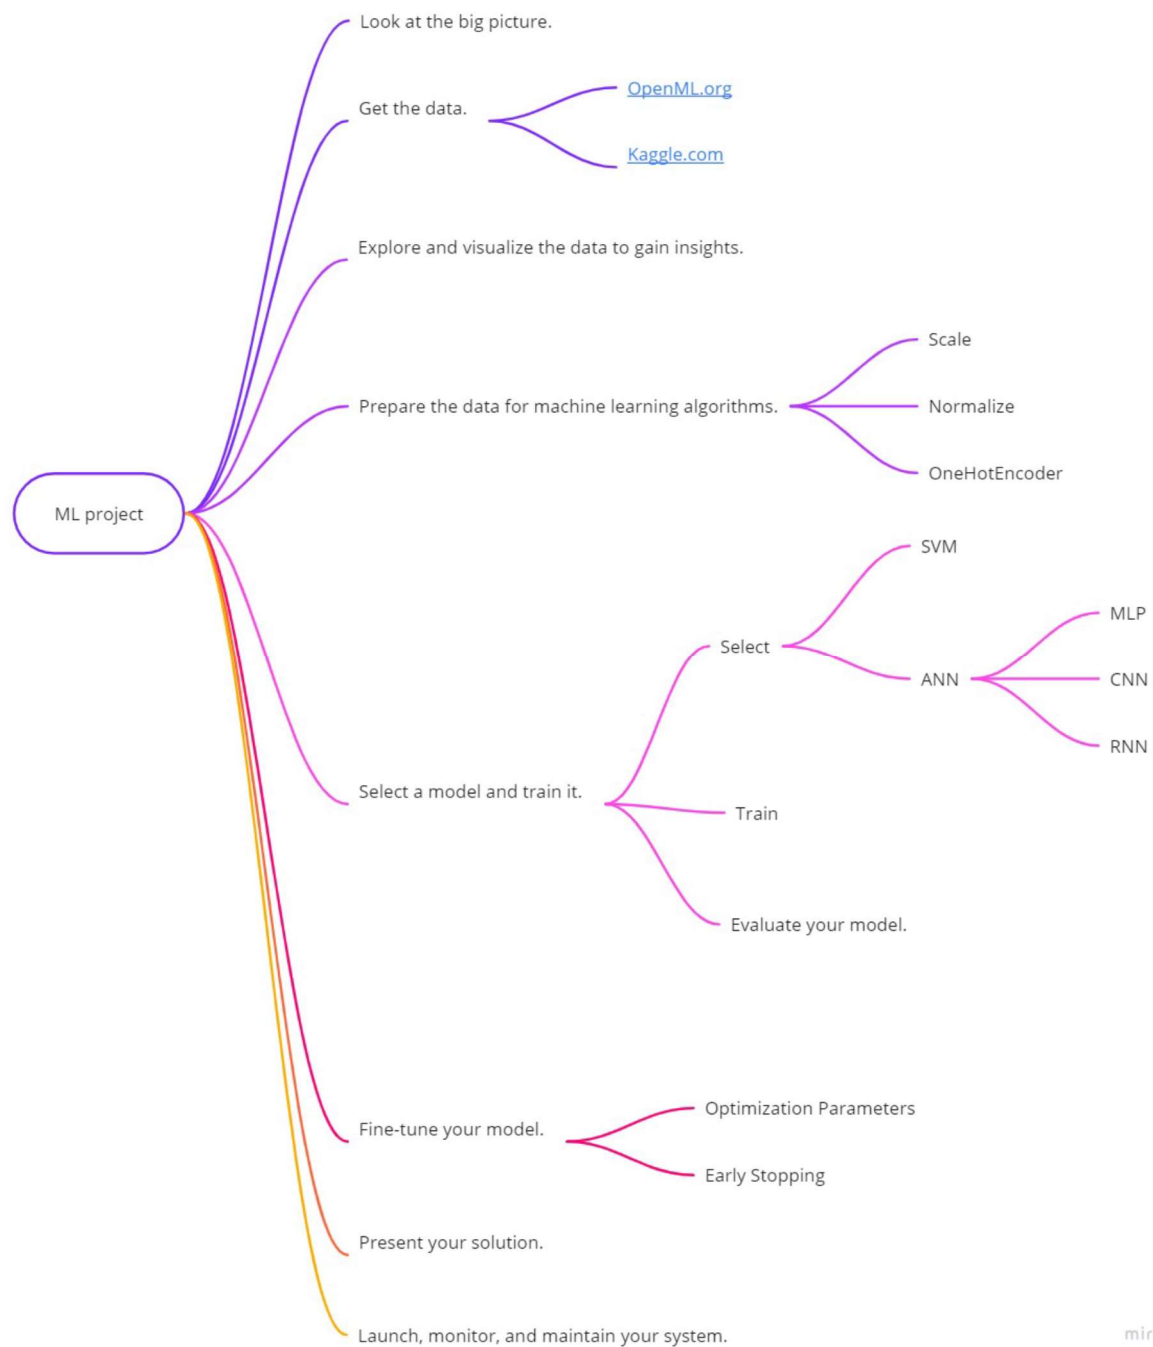 Look at the big picture.
Get the data.
OpenML.org
Kaggle.com
Explore and visualize the data to gain insights.
Prepare the data for machine learning algorithms.
Scale
Normalize
OneHotEncoder
ML project
Select a model and train it.
Select
SVM
ANN
MLP
CNN
RNN
Train
Evaluate your model.
Fine-tune your model.
Optimization Parameters
Early Stopping
Present your solution.
Launch, monitor, and maintain your system.
mir